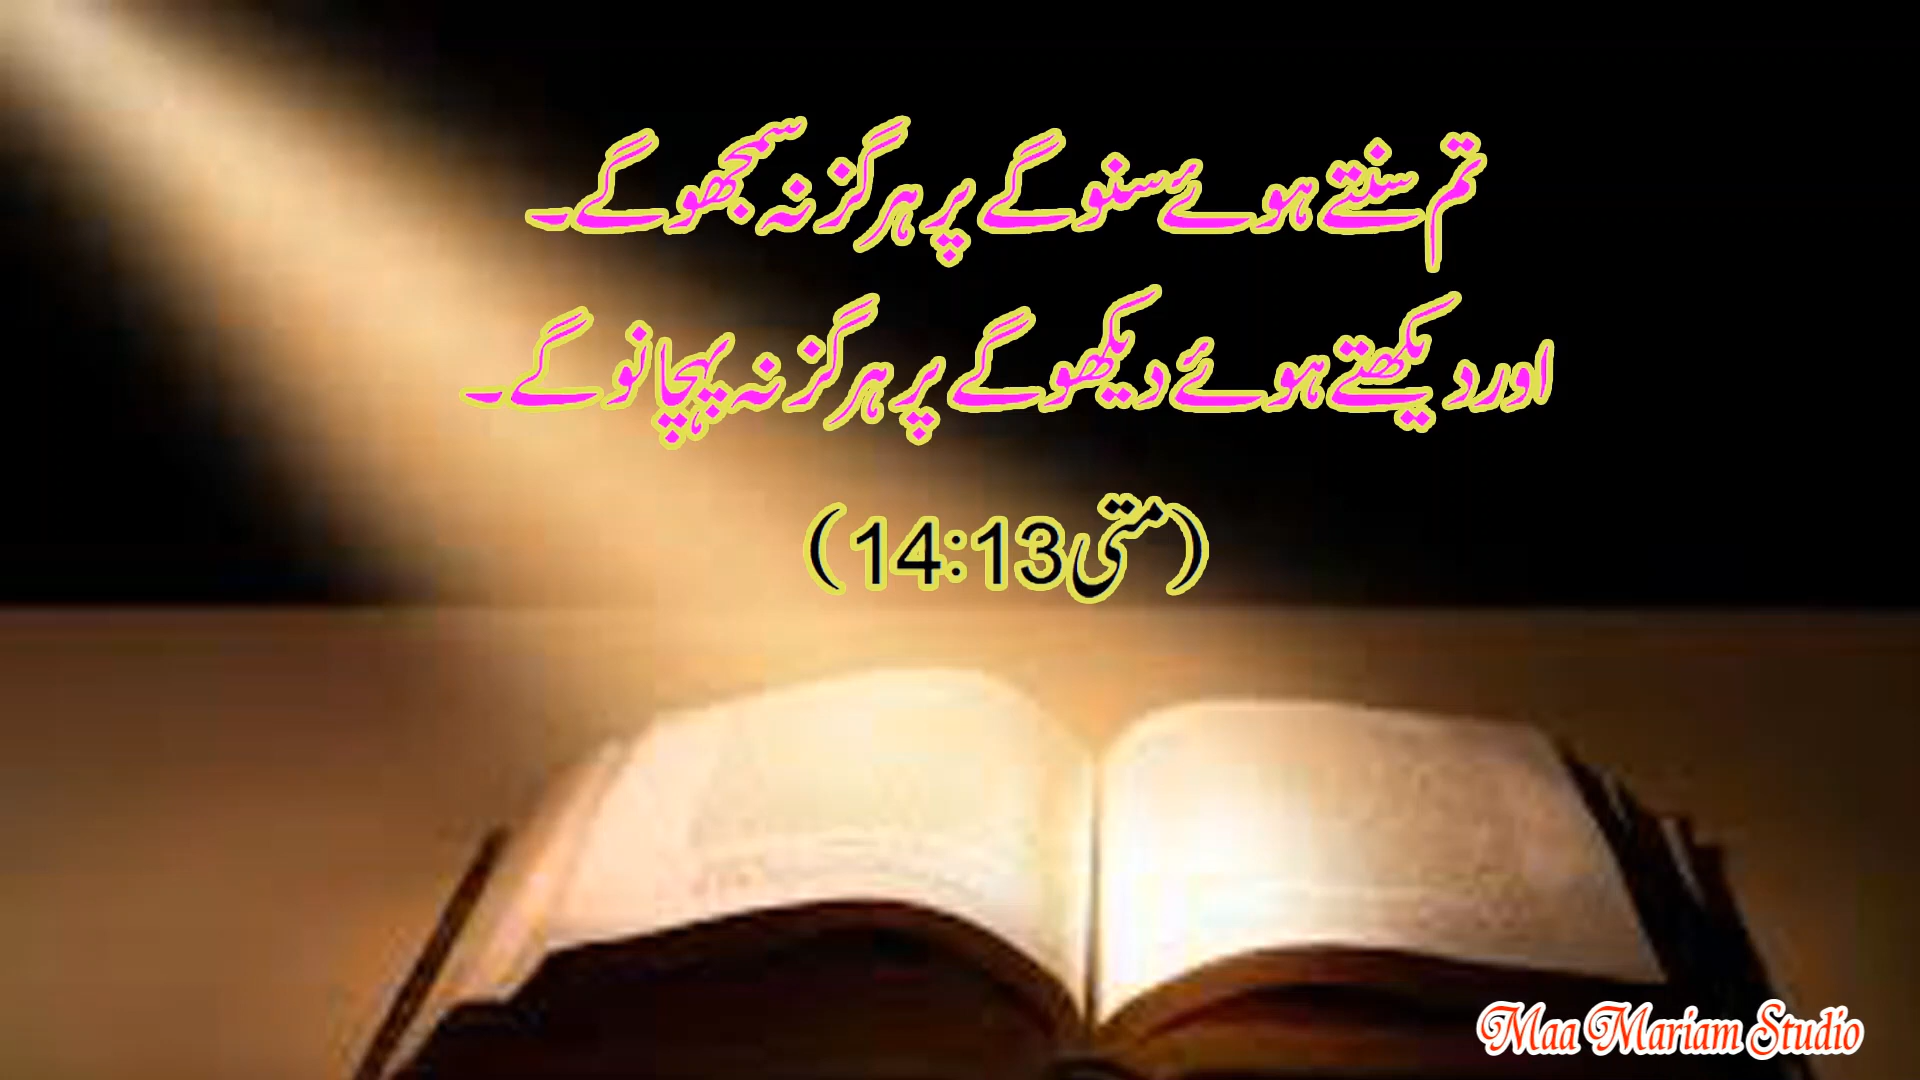 تم سنتے ہوئے سنو گے پر ہرگز نہ سمجھو گے۔
اور دیکھتے ہوئے دیکھو گے پر ہرگز نہ پہچانو گے۔
(متی 14:13)
Maa Mariam Studio